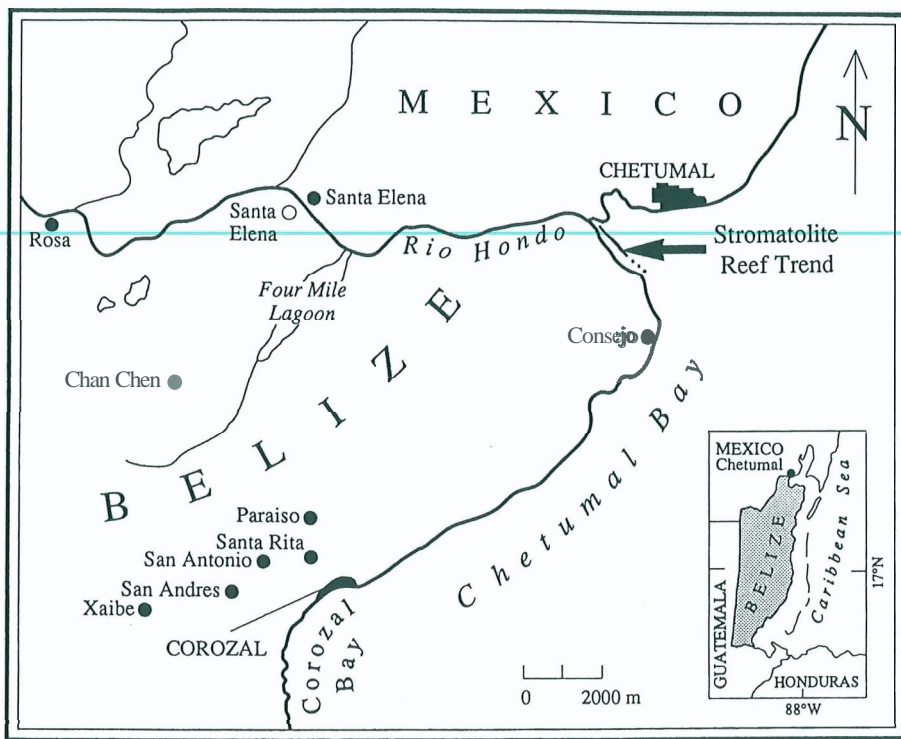 MEXICO
N
CHETUMAL
Santa Elena
Santa
Elena
Rosa
Rio Hondo
Stromatolite
Reef Trend
Four Mile
Lagoon
Consejo
Chan Chen
BELIZE
Chetumal Bay
Paraiso
Santa Rita
San Antonio
San Andres
Xaibe
COROZAL
Corozal
Bay
0 2000 m
MEXICO
Chetumal
BELIZE
Caribbean Sea
17°N
GUATEMALA
HONDURAS
88°W